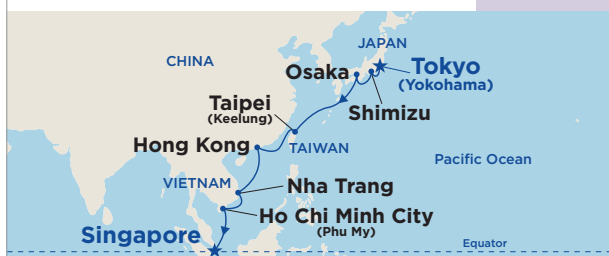 JAPAN
CHINA
Osaka
Tokyo
(Yokohama)
Taipei
(Keelung)
Shimizu
Hong Kong
TAIWAN
Pacific Ocean
VIETNAM
Nha Trang
Ho Chi Minh City
(Phu My)
Singapore
Equator